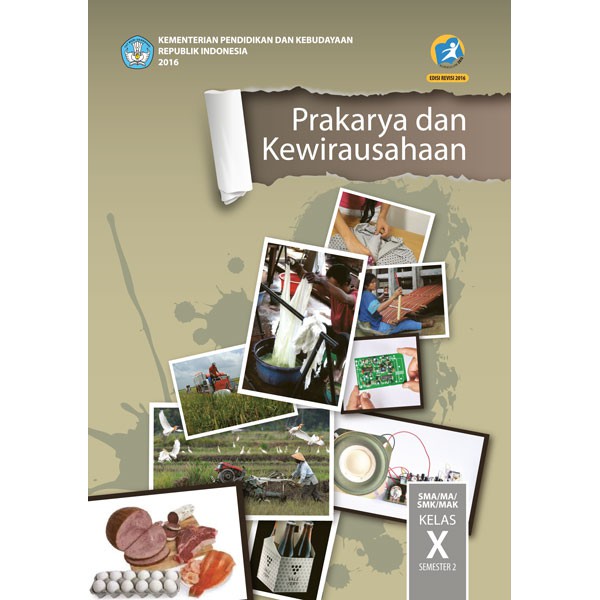 KEMENTERIAN PENDIDIKAN DAN KEBUDAYAAN
REPUBLIK INDONESIA
2016
EDISI REVISI 2016
Prakarya dan
Kewirausahaan
SMA/MA/
SMK/MAK
KELAS
X
SEMESTER 2